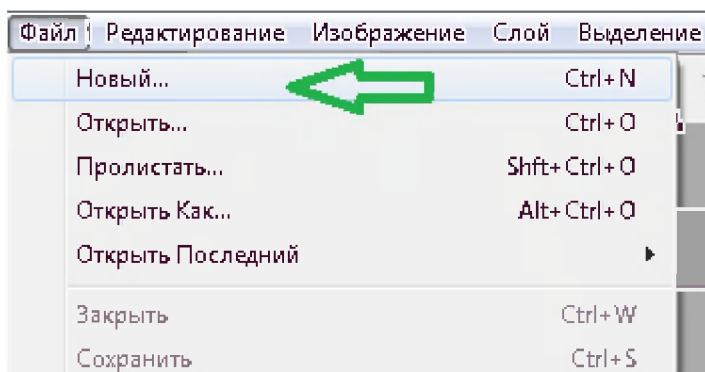 Файл Редактирование Изображение Слой Выделение
Новый... Ctrl+N
Открыть... Ctrl+O
Пролистать... Shft+Ctrl+O
Открыть Как... Alt+Ctrl+O
Открыть Последний
Закрыть Ctrl+W
Сохранить Ctrl+S